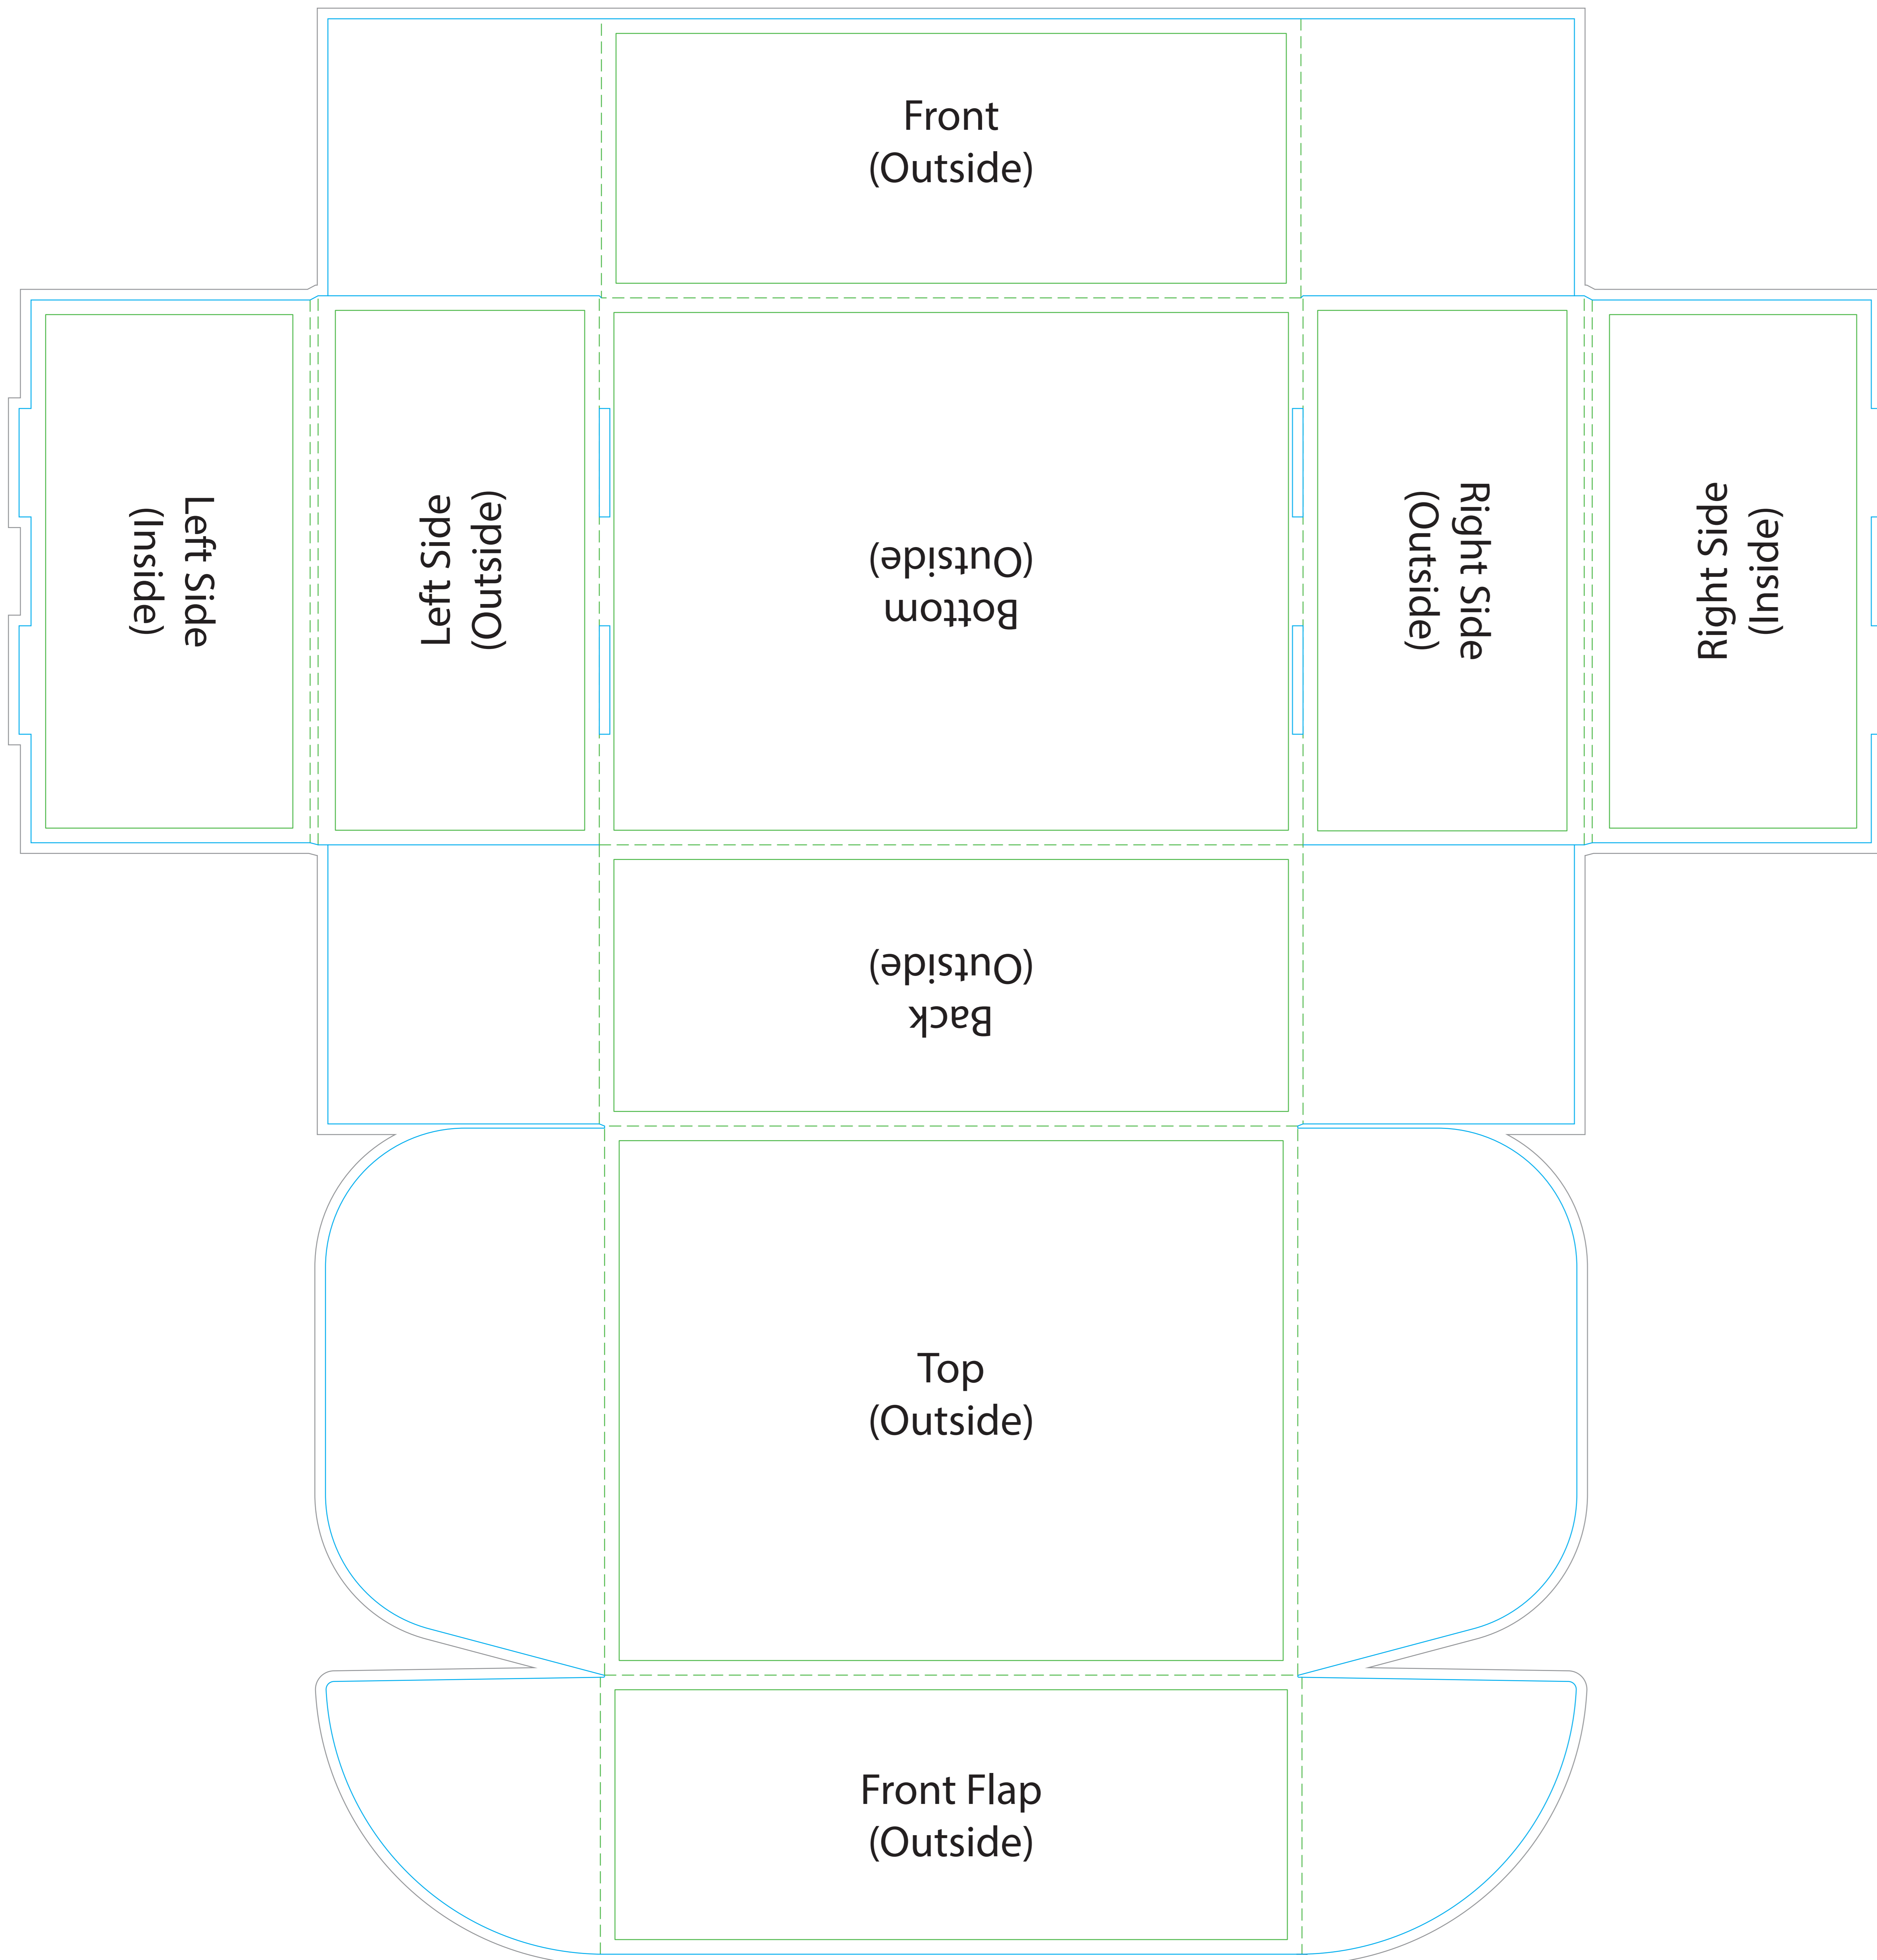 Front
(Outside)
Left Side
(Inside)
Left Side
(Outside)
Bottom
(Outside)
Right Side
(Outside)
Right Side
(Inside)
Back
(Outside)
Top
(Outside)
Front Flap
(Outside)